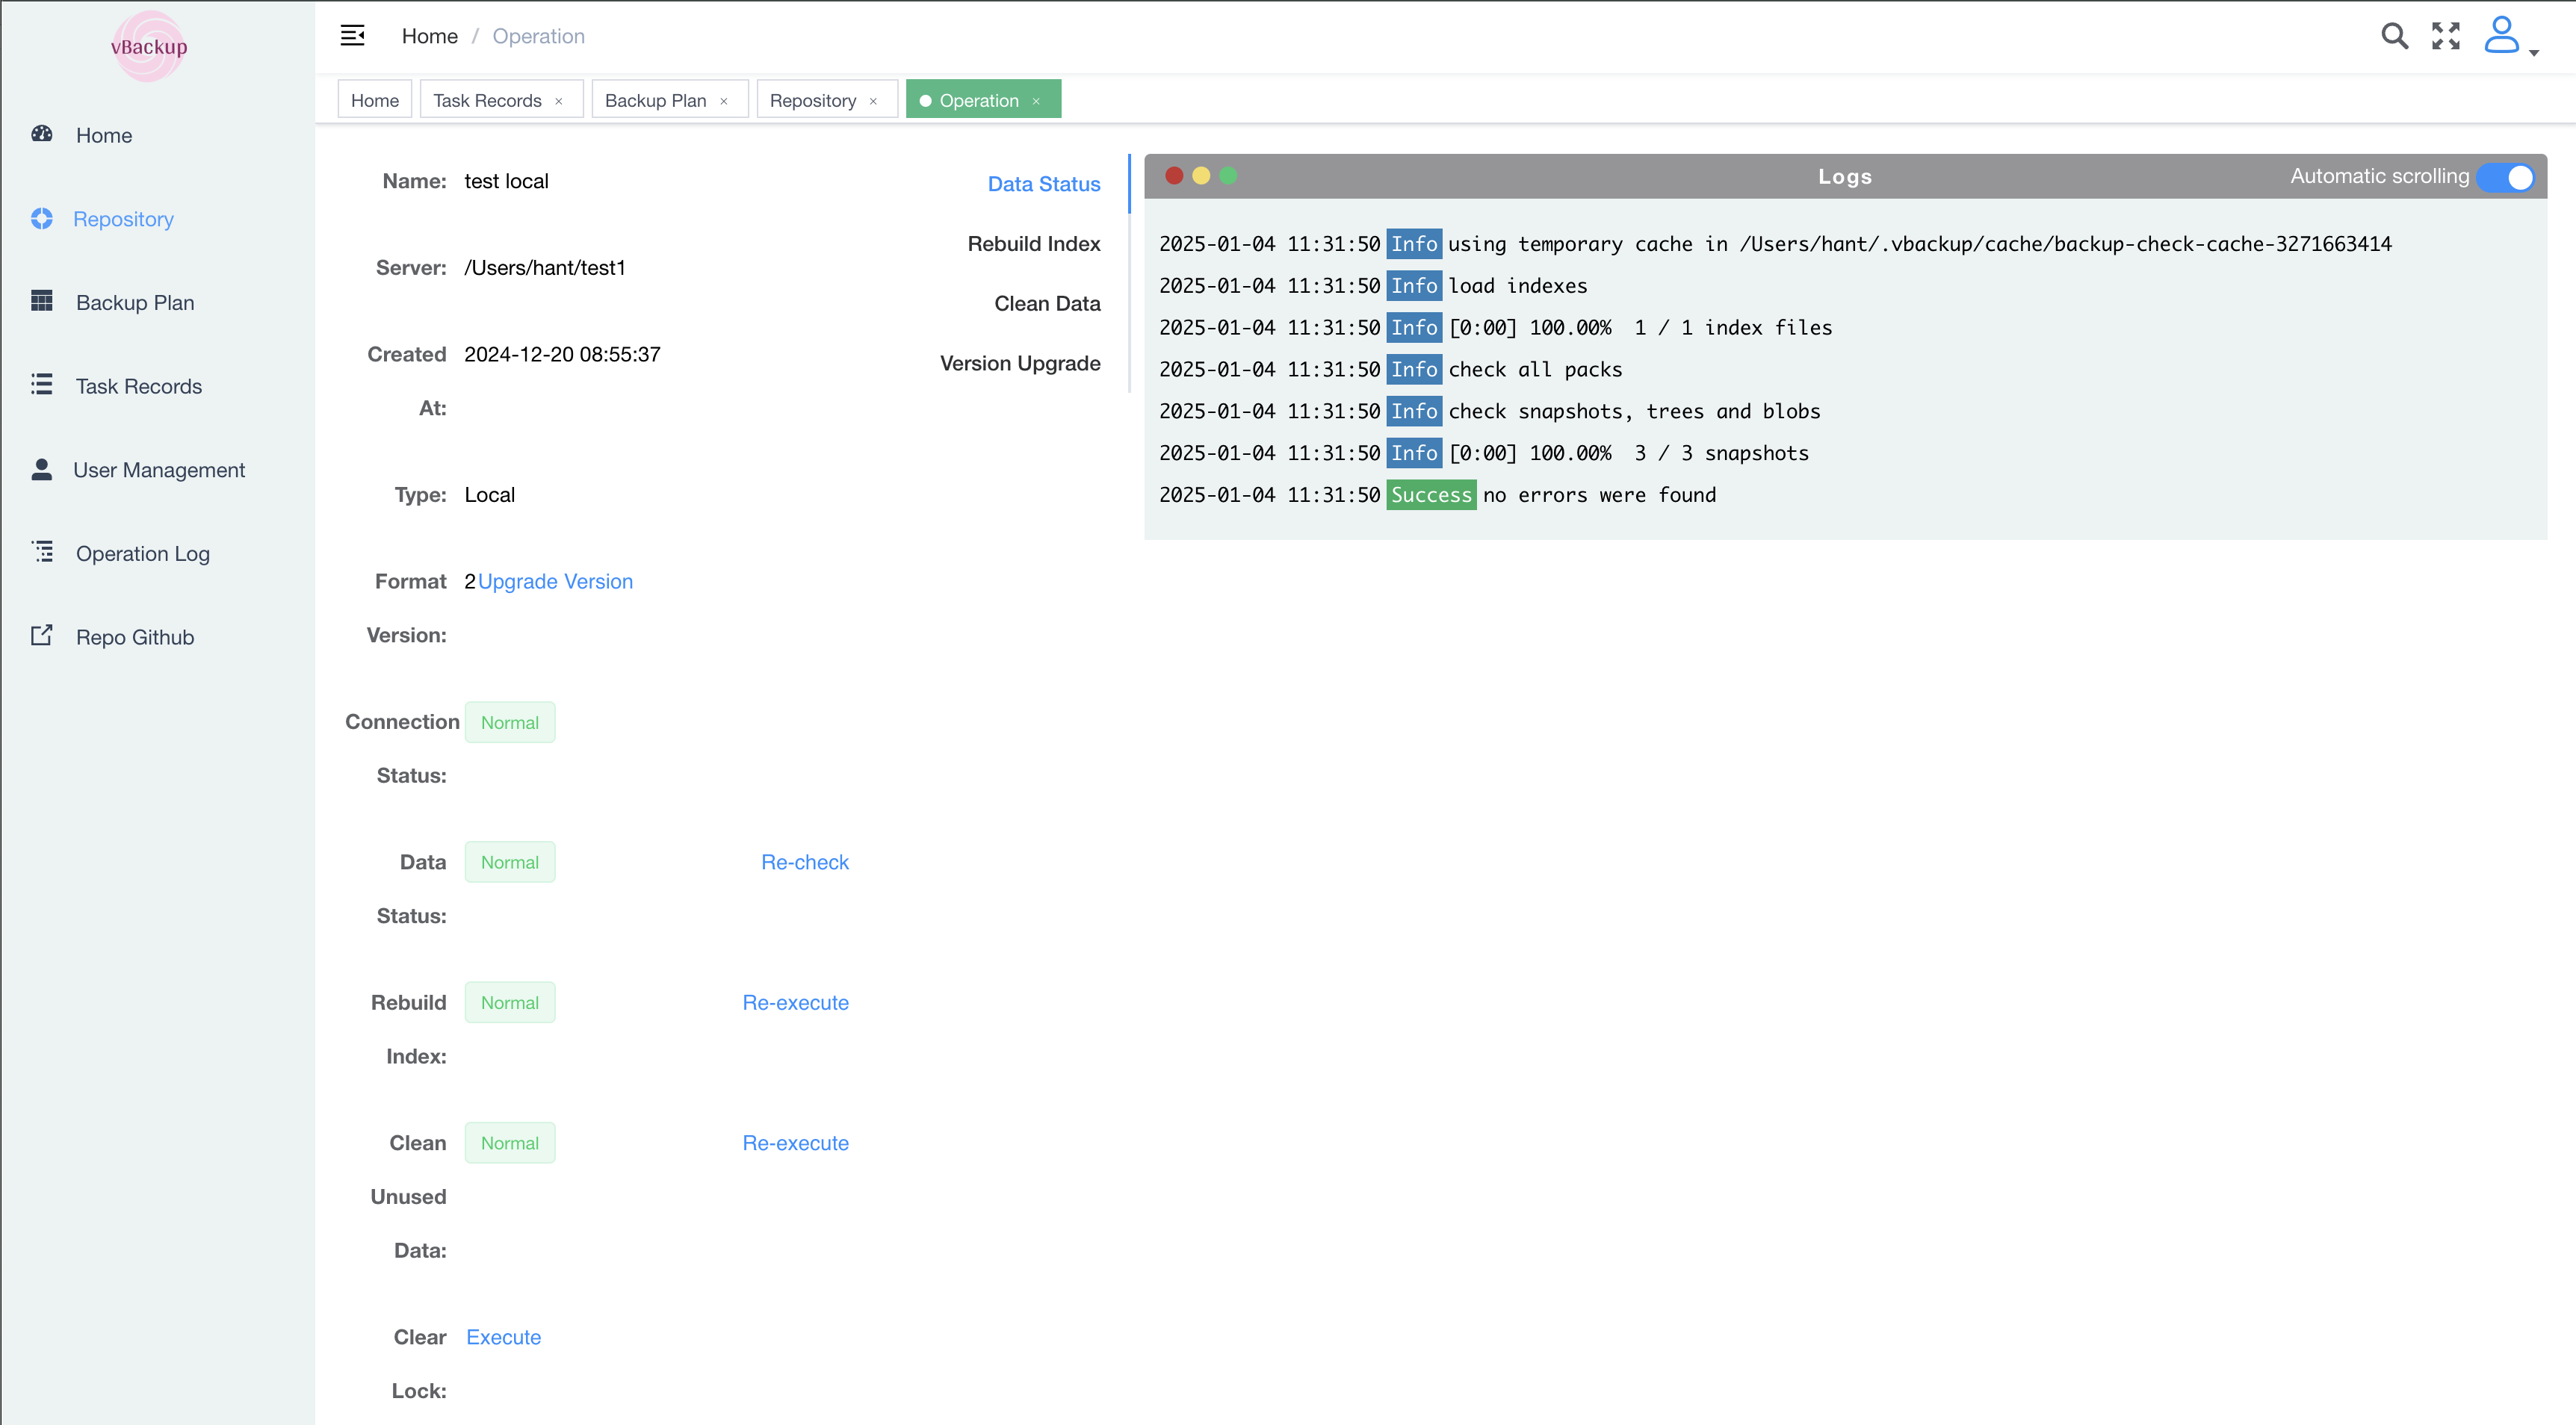 vBackup
Home
Repository
Backup Plan
Task Records
User Management
Operation Log
Repo Github
Home / Operation
Home
Task Records ×
Backup Plan ×
Repository ×
Operation ×
Name: test local
Server: /Users/hant/test1
Created 2024-12-20 08:55:37
At:
Type: Local
Format 2 Upgrade Version
Version:
Connection Normal
Status:
Data Normal Re-check
Status:
Rebuild Normal Re-execute
Index:
Clean Normal Re-execute
Unused
Data:
Clear Execute
Lock:
Data Status
Rebuild Index
Clean Data
Version Upgrade
Logs
Automatic scrolling
2025-01-04 11:31:50 Info using temporary cache in /Users/hant/.vbackup/cache/backup-check-cache-3271663414
2025-01-04 11:31:50 Info load indexes
2025-01-04 11:31:50 Info [0:00] 100.00%  1 / 1 index files
2025-01-04 11:31:50 Info check all packs
2025-01-04 11:31:50 Info check snapshots, trees and blobs
2025-01-04 11:31:50 Info [0:00] 100.00%  3 / 3 snapshots
2025-01-04 11:31:50 Success no errors were found